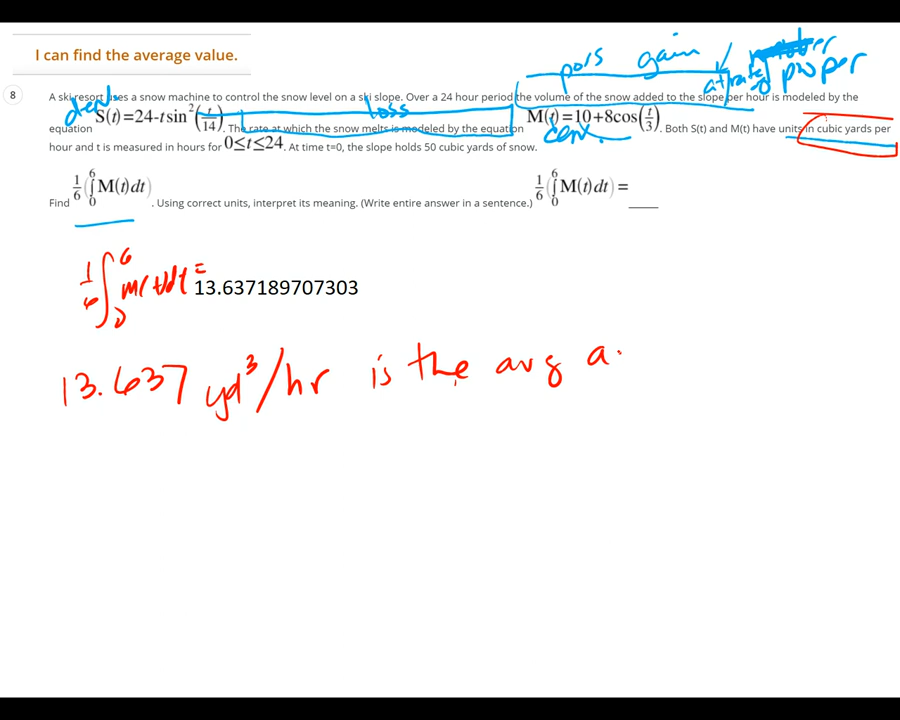 I can find the average value.
pois gain
at rate of proper
8 A ski resort uses a snow machine to control the snow level on a ski slope. Over a 24 hour period the volume of the snow added to the slope per hour is modeled by the
equation S(t)=24-tsin²(t/14). The rate at which the snow melts is modeled by the equation M(t)=10+8cos(t/3). Both S(t) and M(t) have units in cubic yards per
loss
hour and t is measured in hours for 0≤t≤24. At time t=0, the slope holds 50 cubic yards of snow.
Find 1/6(∫₀⁶M(t)dt). Using correct units, interpret its meaning. (Write entire answer in a sentence.) 1/6(∫₀⁶M(t)dt)= ____
1/6 ∫₀⁶ M(t)dt = 13.637189707303
13.637 yd³/hr is the avg a